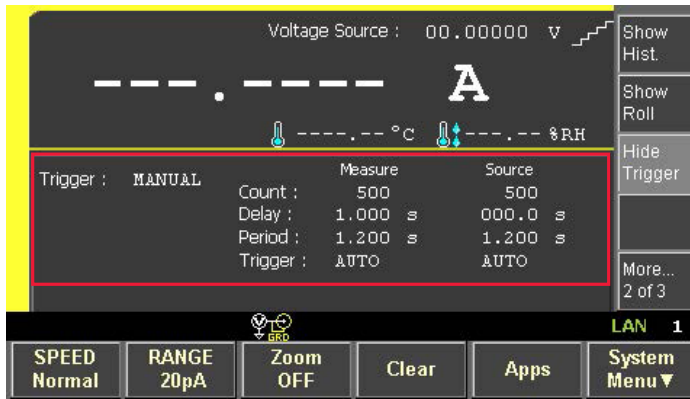 Voltage Source : 00.00000 V
---.---- A
----.-- °C ---.-- %RH
Trigger : MANUAL
Measure Source
Count : 500 500
Delay : 1.000 s 000.0 s
Period : 1.200 s 1.200 s
Trigger : AUTO AUTO
Show
Hist.
Show
Roll
Hide
Trigger
More...
2 of 3
V GRD
LAN 1
SPEED
Normal
RANGE
20pA
Zoom
OFF
Clear
Apps
System
Menu▼